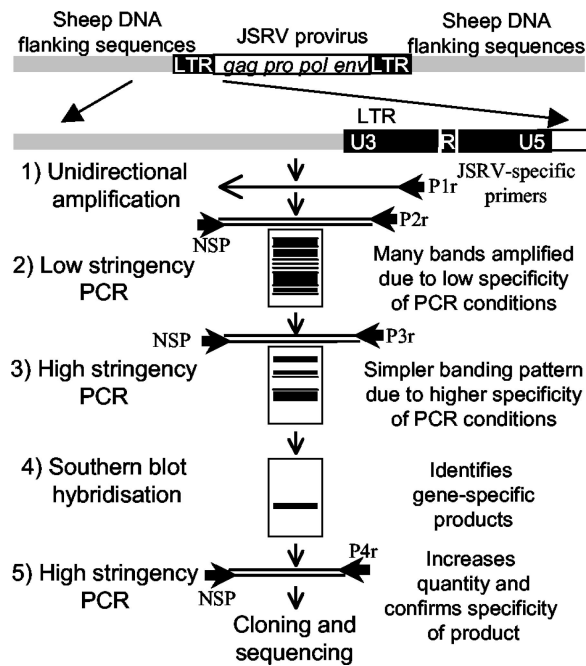 Sheep DNA
flanking sequences
JSRV provirus
Sheep DNA
flanking sequences
LTR gag pro pol env LTR
LTR
U3 R U5
1) Unidirectional
amplification
P1r
JSRV-specific
primers
NSP
P2r
2) Low stringency
PCR
Many bands amplified
due to low specificity
of PCR conditions
NSP
P3r
3) High stringency
PCR
Simpler banding pattern
due to higher specificity
of PCR conditions
4) Southern blot
hybridisation
Identifies
gene-specific
products
5) High stringency
PCR
NSP
P4r
Increases
quantity and
confirms specificity
of product
Cloning and
sequencing